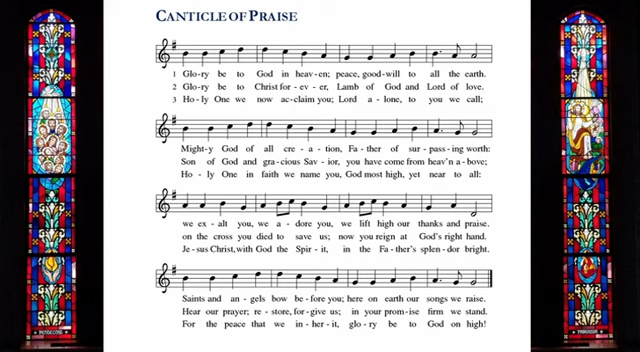 CANTICLE OF PRAISE
1 Glo-ry be to God in heav-en; peace, good-will to all the earth.
2 Glo-ry be to Christ for - ev - er, Lamb of God and Lord of love.
3 Ho-ly One we now ac-claim you; Lord a - lone, to you we call;
Might-y God of all cre - a - tion, Fa - ther of sur - pass - ing worth:
Son of God and gra-cious Sav - ior, you have come from heav'n a - bove;
Ho - ly One in faith we name you, God most high, yet near to all:
we ex - alt you, we a - dore you, we lift high our thanks and praise.
on the cross you died to save us; now you reign at God's right hand.
Je-sus Christ, with God the Spir - it, in the Fa-ther's splen-dor bright.
Saints and an - gels bow be - fore you; here on earth our songs we raise.
Hear our prayer; re - store, for-give us; in your prom-ise firm we stand.
For the peace that we in - her - it, glo - ry be to God on high!
PENTECOST